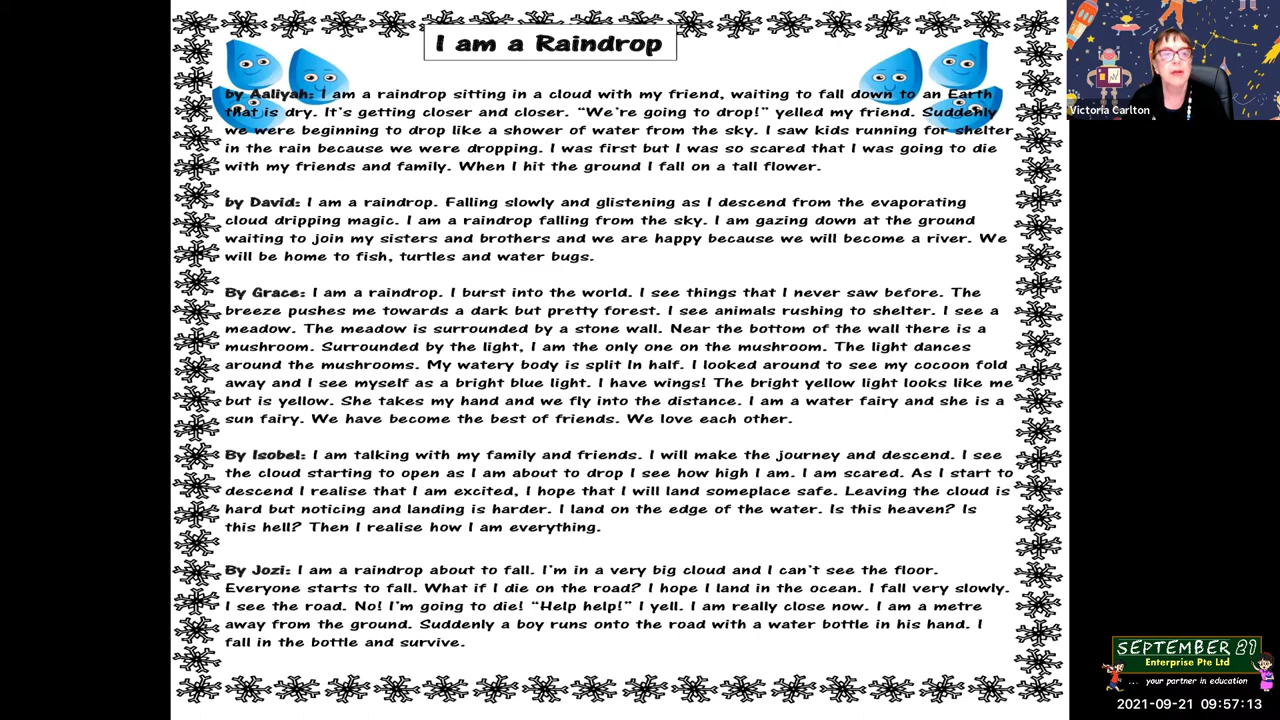 I am a Raindrop
by Aaliyah: I am a raindrop sitting in a cloud with my friend, waiting to fall down to an Earth
that is dry. It's getting closer and closer. “We're going to drop!” yelled my friend. Suddenly
we were beginning to drop like a shower of water from the sky. I saw kids running for shelter
in the rain because we were dropping. I was first but I was so scared that I was going to die
with my friends and family. When I hit the ground I fall on a tall flower.
by David: I am a raindrop. Falling slowly and glistening as I descend from the evaporating
cloud dripping magic. I am a raindrop falling from the sky. I am gazing down at the ground
waiting to join my sisters and brothers and we are happy because we will become a river. We
will be home to fish, turtles and water bugs.
By Grace: I am a raindrop. I burst into the world. I see things that I never saw before. The
breeze pushes me towards a dark but pretty forest. I see animals rushing to shelter. I see a
meadow. The meadow is surrounded by a stone wall. Near the bottom of the wall there is a
mushroom. Surrounded by the light, I am the only one on the mushroom. The light dances
around the mushrooms. My watery body is split In half. I looked around to see my cocoon fold
away and I see myself as a bright blue light. I have wings! The bright yellow light looks like me
but is yellow. She takes my hand and we fly into the distance. I am a water fairy and she is a
sun fairy. We have become the best of friends. We love each other.
By Isobel: I am talking with my family and friends. I will make the journey and descend. I see
the cloud starting to open as I am about to drop I see how high I am. I am scared. As I start to
descend I realise that I am excited, I hope that I will land someplace safe. Leaving the cloud is
hard but noticing and landing is harder. I land on the edge of the water. Is this heaven? Is
this hell? Then I realise how I am everything.
By Jozi: I am a raindrop about to fall. I'm in a very big cloud and I can't see the floor.
Everyone starts to fall. What if I die on the road? I hope I land in the ocean. I fall very slowly.
I see the road. No! I'm going to die! “Help help!” I yell. I am really close now. I am a metre
away from the ground. Suddenly a boy runs onto the road with a water bottle in his hand. I
fall in the bottle and survive.
Victoria Carlton
SEPTEMBER 21
Enterprise Pte Ltd
... your partner in education
2021-09-21 09:57:13